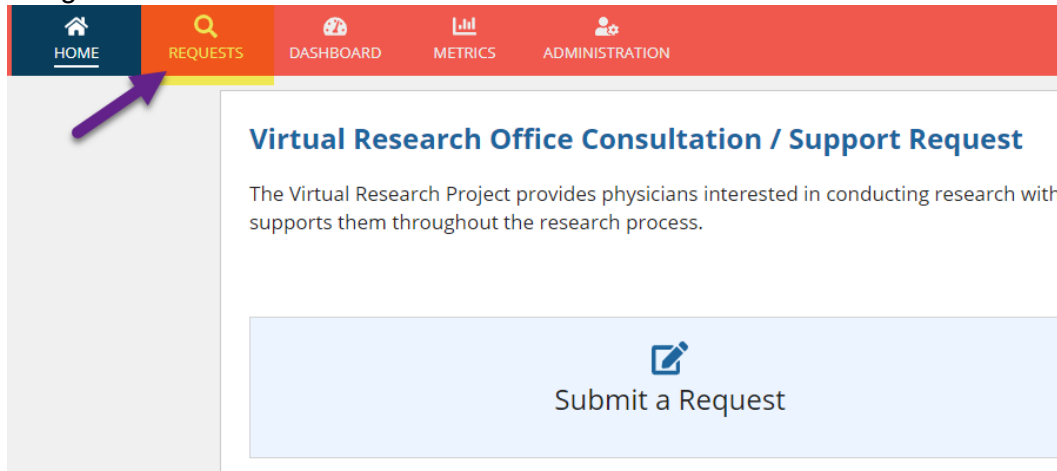 HOME REQUESTS DASHBOARD METRICS ADMINISTRATION
Virtual Research Office Consultation / Support Request
The Virtual Research Project provides physicians interested in conducting research with
supports them throughout the research process.
Submit a Request